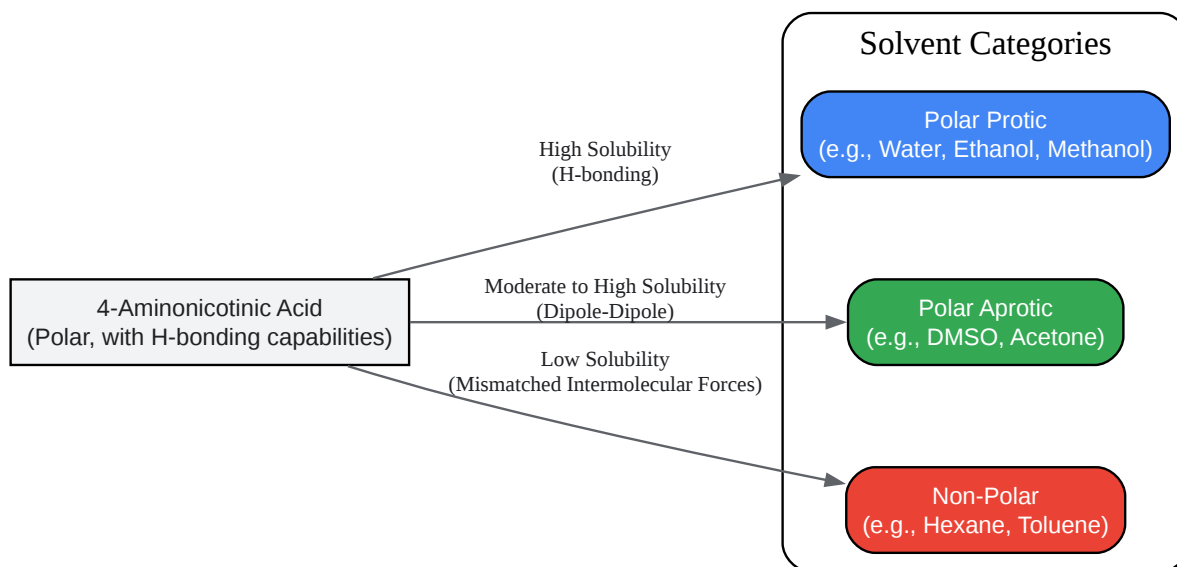 Solvent Categories
Polar Protic
(e.g., Water, Ethanol, Methanol)
High Solubility
(H-bonding)
4-Aminonicotinic Acid
(Polar, with H-bonding capabilities)
Moderate to High Solubility
(Dipole-Dipole)
Polar Aprotic
(e.g., DMSO, Acetone)
Low Solubility
(Mismatched Intermolecular Forces)
Non-Polar
(e.g., Hexane, Toluene)